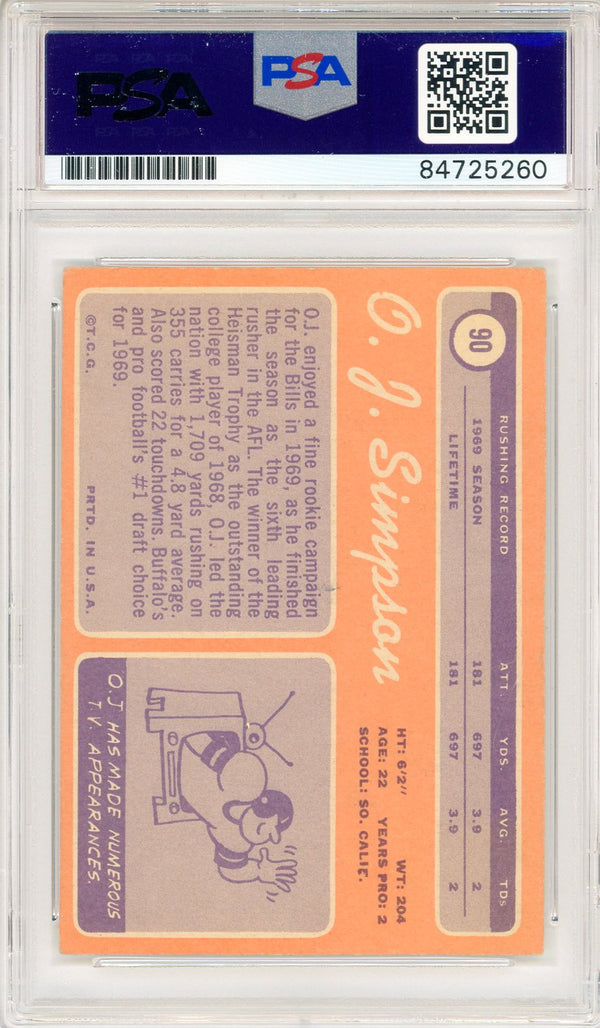 PSA
PSA
84725260
90
RUSHING RECORD ATT. YDS. AVG. TDs
1969 SEASON 181 697 3.9 2
LIFETIME 181 697 3.9 2
O. J. Simpson
HT: 6'2" WT: 204
AGE: 22 YEARS PRO: 2
SCHOOL: SO. CALIF.
O.J. enjoyed a fine rookie campaign
for the Bills in 1969, as he finished
the season as the sixth leading
rusher in the AFL. The winner of the
Heisman Trophy as the outstanding
college player of 1968, O.J. led the
nation with 1,709 yards rushing on
355 carries for a 4.8 yard average.
Also scored 22 touchdowns. Buffalo's
and pro football's #1 draft choice
for 1969.
©T.C.G. PRTD. IN U.S.A.
O.J HAS MADE NUMEROUS
T.V. APPEARANCES.